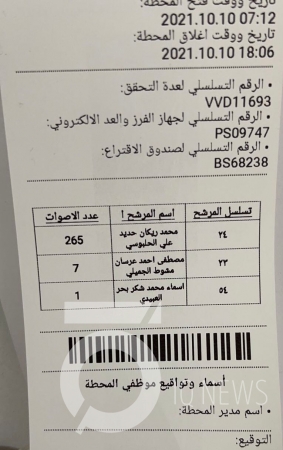 تاريخ ووقت فتح المحطة:
2021.10.10 07:12
تاريخ ووقت اغلاق المحطة:
2021.10.10 18:06
• الرقم التسلسلي لعدة التحقق:
VVD11693
• الرقم التسلسلي لجهاز الفرز والعد الالكتروني:
PS09747
• الرقم التسلسلي لصندوق الاقتراع:
BS68238
تسلسل المرشح اسم المرشح ! عدد الاصوات
٢٤ محمد ريكان حديد علي الحلبوسي 265
٢٣ مصطفى احمد عرسان مشوط الجميلي 7
٥٤ اسماء محمد شكر بحر العبيدي 1
NEWS
أسماء وتواقيع موظفي المحطة
• اسم مدير المحطة:
التوقيع: